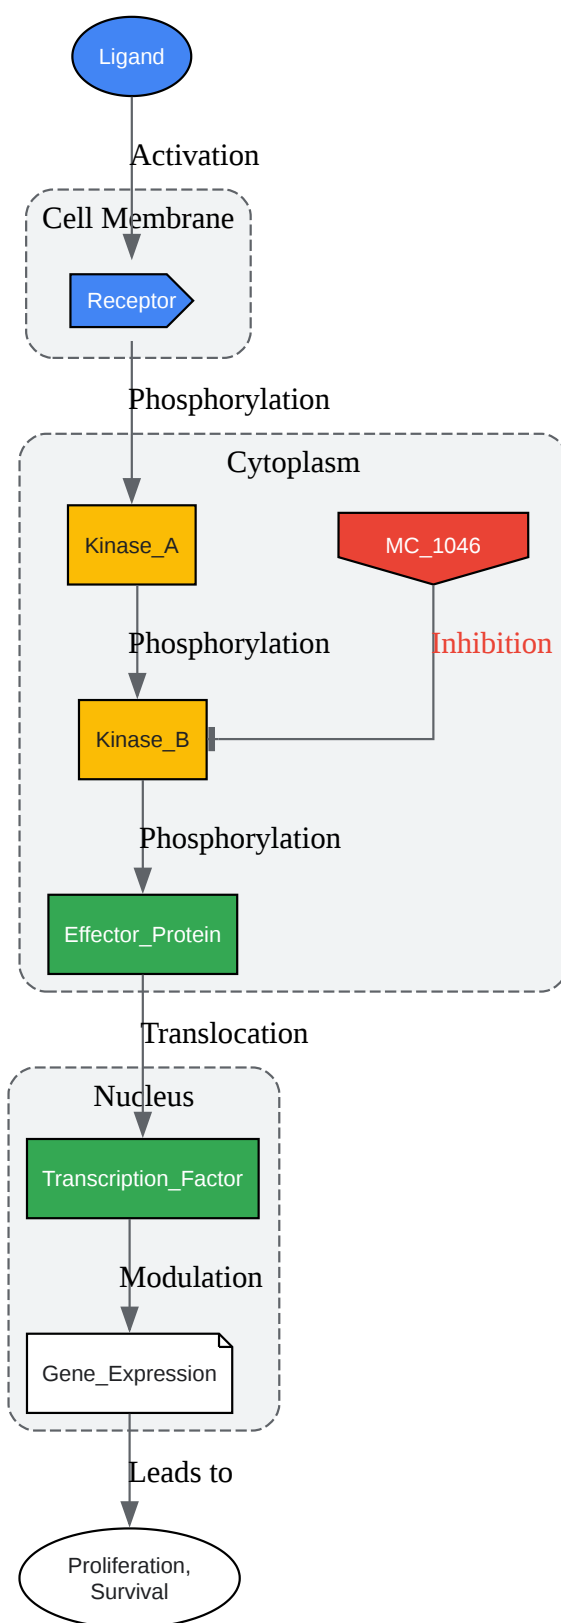 Ligand
Activation
Cell Membrane
Receptor
Phosphorylation
Cytoplasm
Kinase_A
MC_1046
Phosphorylation
Inhibition
Kinase_B
Phosphorylation
Effector_Protein
Translocation
Nucleus
Transcription_Factor
Modulation
Gene_Expression
Leads to
Proliferation,
Survival